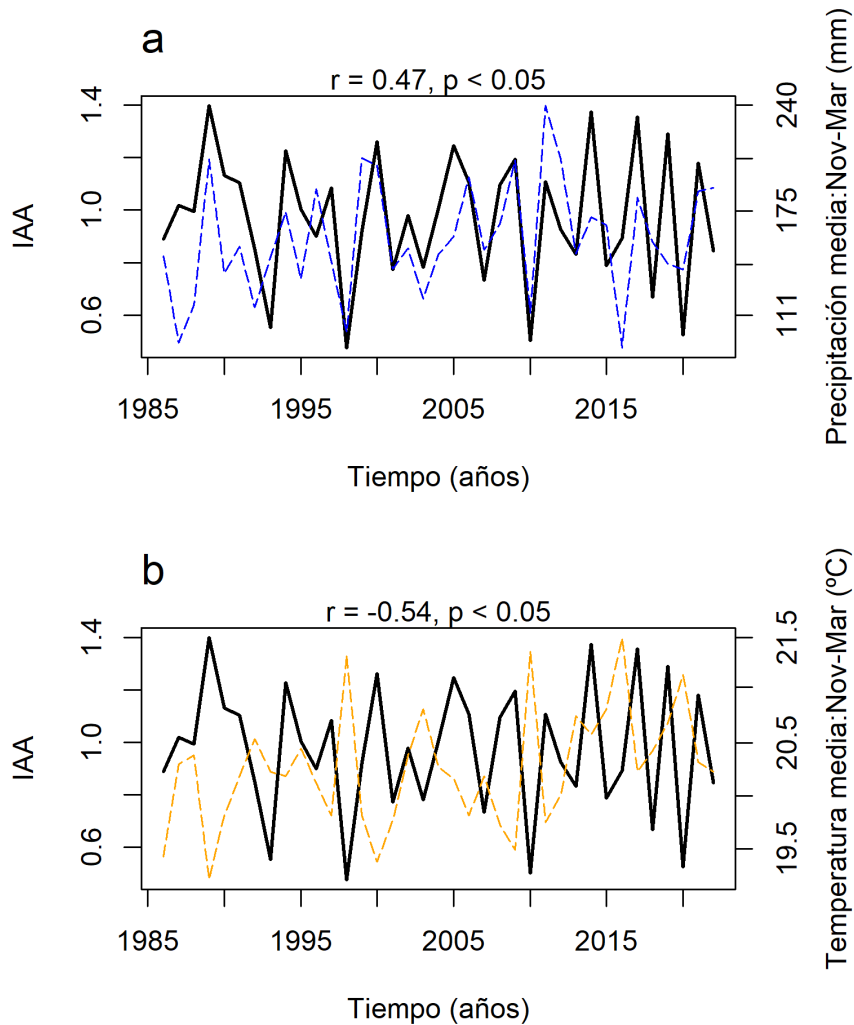 a
r = 0.47, p < 0.05
IAA
0.6
1.0
1.4
111
175
240
Precipitación media:Nov-Mar (mm)
1985
1995
2005
2015
Tiempo (años)
b
r = -0.54, p < 0.05
IAA
0.6
1.0
1.4
19.5
20.5
21.5
Temperatura media:Nov-Mar (ºC)
1985
1995
2005
2015
Tiempo (años)